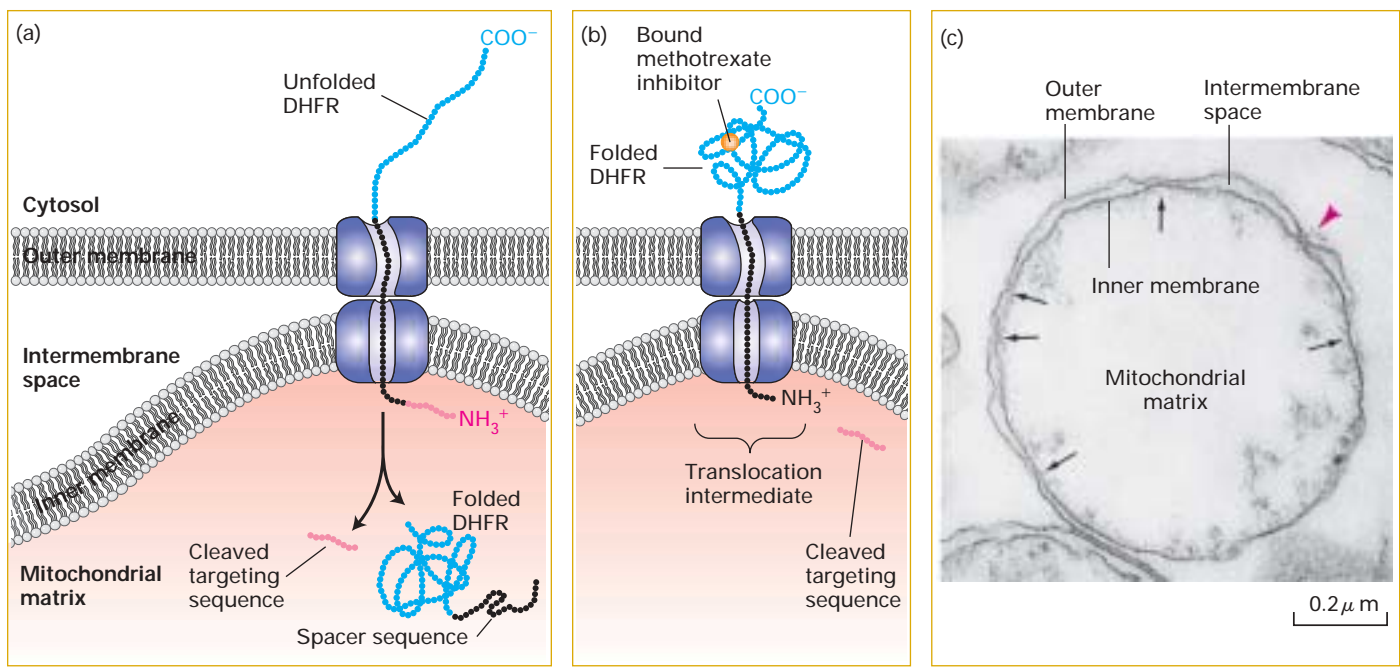 (a)
COO⁻
Unfolded
DHFR
Cytosol
Outer membrane
Intermembrane
space
Inner membrane
NH₃⁺
Folded
DHFR
Cleaved
targeting
sequence
Mitochondrial
matrix
Spacer sequence
(b)
Bound
methotrexate
inhibitor
COO⁻
Folded
DHFR
NH₃⁺
Translocation
intermediate
Cleaved
targeting
sequence
(c)
Outer
membrane
Intermembrane
space
Inner membrane
Mitochondrial
matrix
0.2 μ m